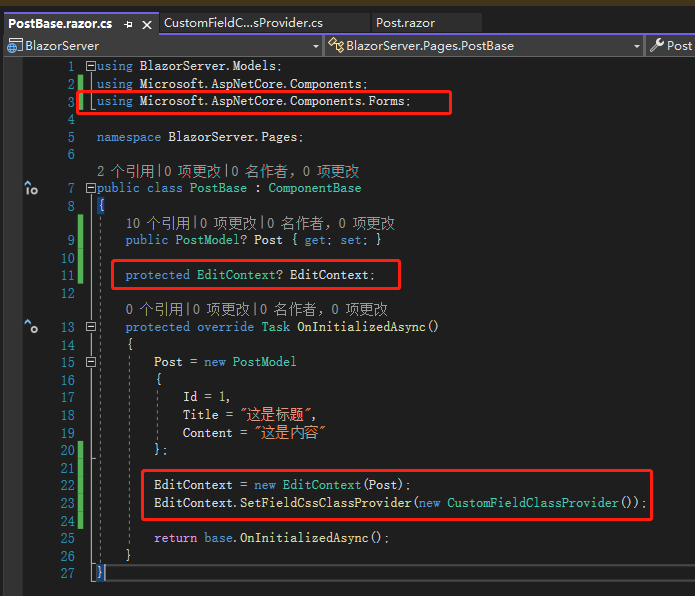 PostBase.razor.cs
CustomFieldC...sProvider.cs
Post.razor
BlazorServer
BlazorServer.Pages.PostBase
Post
1 using BlazorServer.Models;
2 using Microsoft.AspNetCore.Components;
3 using Microsoft.AspNetCore.Components.Forms;
4
5 namespace BlazorServer.Pages;
6
2 个引用|0 项更改|0 名作者，0 项更改
7 public class PostBase : ComponentBase
8 {
10 个引用|0 项更改|0 名作者，0 项更改
9 public PostModel? Post { get; set; }
10
11 protected EditContext? EditContext;
12
0 个引用|0 项更改|0 名作者，0 项更改
13 protected override Task OnInitializedAsync()
14 {
15 Post = new PostModel
16 {
17 Id = 1,
18 Title = "这是标题",
19 Content = "这是内容"
20 };
21
22 EditContext = new EditContext(Post);
23 EditContext.SetFieldCssClassProvider(new CustomFieldClassProvider());
24
25 return base.OnInitializedAsync();
26 }
27 }